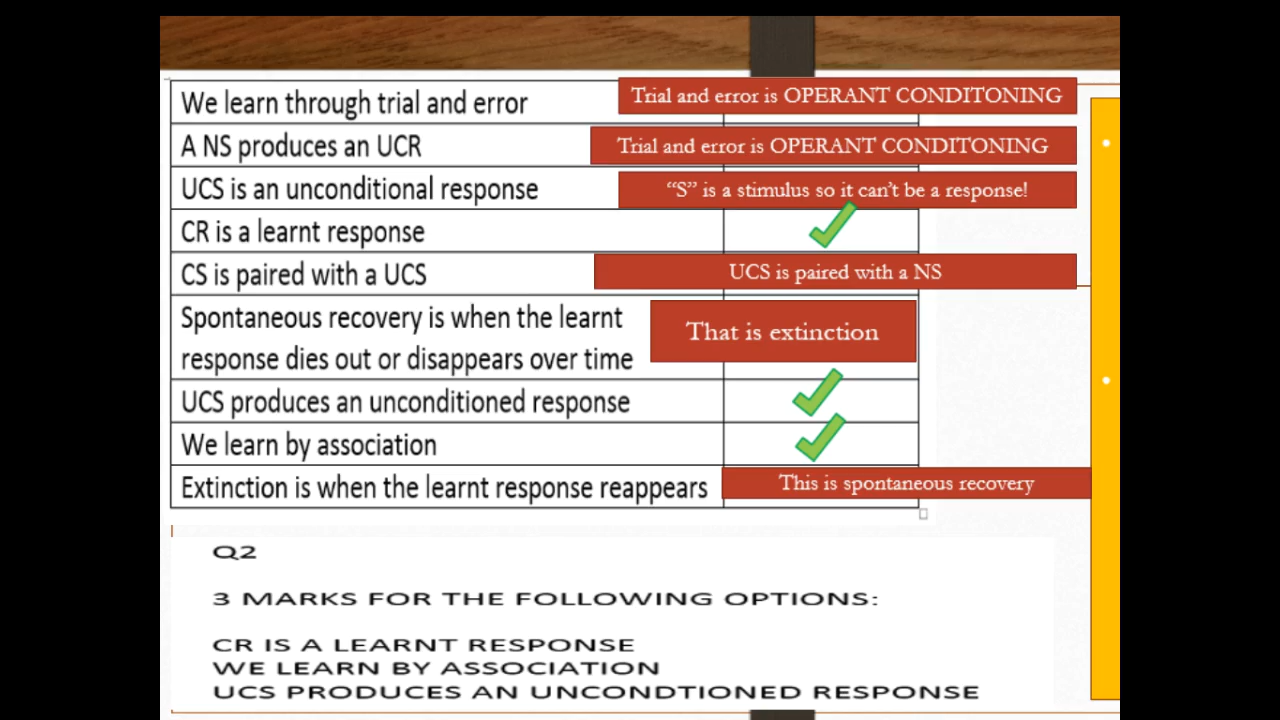 We learn through trial and error
Trial and error is OPERANT CONDITONING
A NS produces an UCR
Trial and error is OPERANT CONDITONING
UCS is an unconditional response
“S” is a stimulus so it can’t be a response!
CR is a learnt response
CS is paired with a UCS
UCS is paired with a NS
Spontaneous recovery is when the learnt
response dies out or disappears over time
That is extinction
UCS produces an unconditioned response
We learn by association
Extinction is when the learnt response reappears
This is spontaneous recovery
Q2
3 MARKS FOR THE FOLLOWING OPTIONS:
CR IS A LEARNT RESPONSE
WE LEARN BY ASSOCIATION
UCS PRODUCES AN UNCONDTIONED RESPONSE